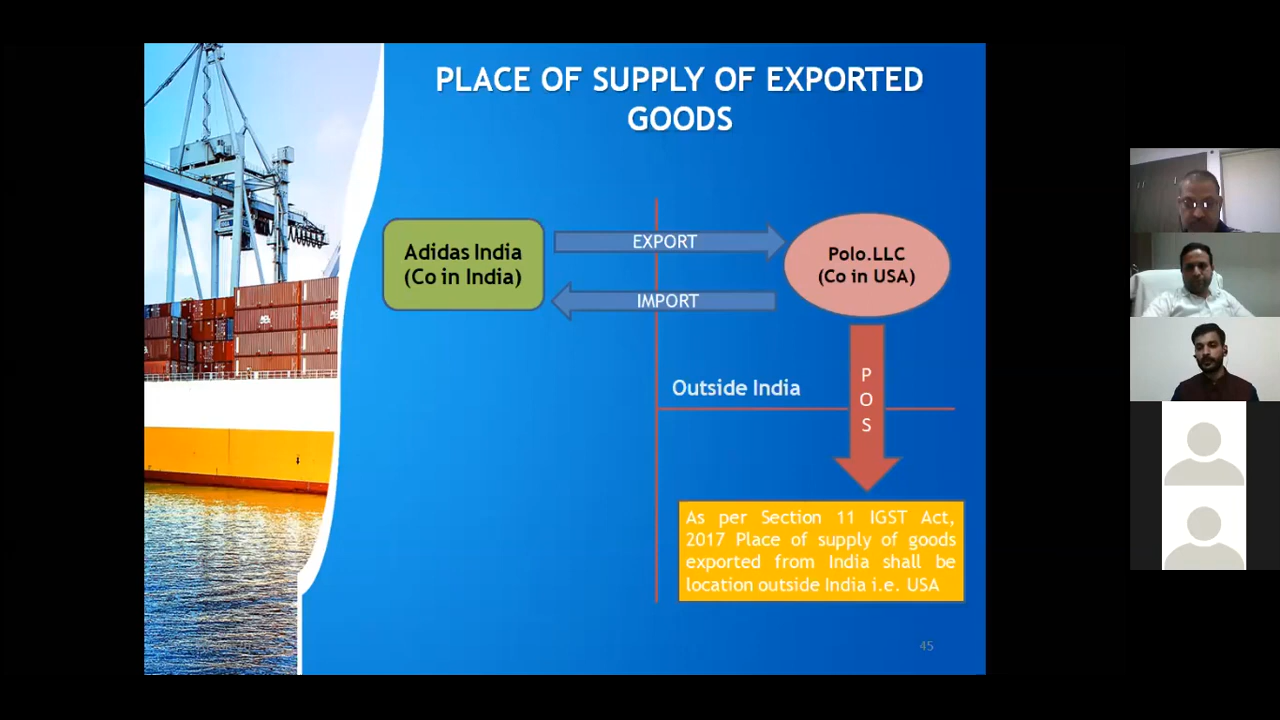 PLACE OF SUPPLY OF EXPORTED
GOODS
Adidas India
(Co in India)
EXPORT
IMPORT
Polo.LLC
(Co in USA)
Outside India
P
O
S
As per Section 11 IGST Act,
2017 Place of supply of goods
exported from India shall be
location outside India i.e. USA
45